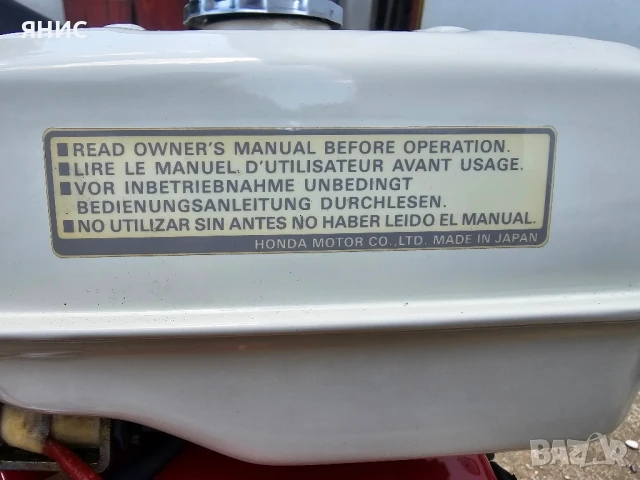 ЯНИС
■ READ OWNER'S MANUAL BEFORE OPERATION.
■ LIRE LE MANUEL D'UTILISATEUR AVANT USAGE.
■ VOR INBETRIEBNAHME UNBEDINGT
BEDIENUNGSANLEITUNG DURCHLESEN.
■ NO UTILIZAR SIN ANTES NO HABER LEIDO EL MANUAL.
HONDA MOTOR CO., LTD. MADE IN JAPAN
BAZAR